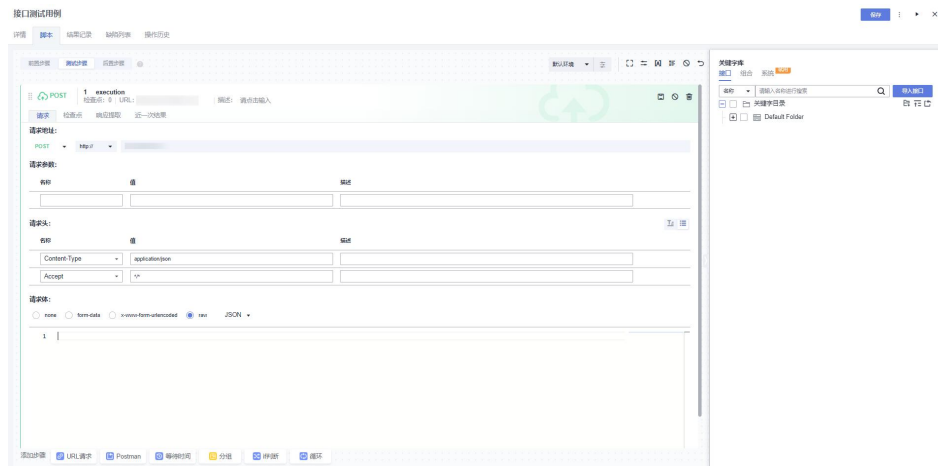 接口测试用例
保存
详情 脚本 结果记录 缺陷列表 操作历史
前置步骤 测试步骤 后置步骤
默认环境
POST
1 execution
检查点: 0 URL:
描述: 请点击输入
请求 检查点 响应提取 近一次结果
请求地址:
POST http://
请求参数:
名称 值 描述
请求头:
名称 值 描述
Content-Type application/json
Accept */*
请求体:
none form-data x-www-form-urlencoded raw JSON
1
添加步骤 URL请求 Postman 等待时间 分组 if判断 循环
关键字库
接口 组合 系统
名称 请输入名称进行搜索 导入接口
关键字目录
Default Folder